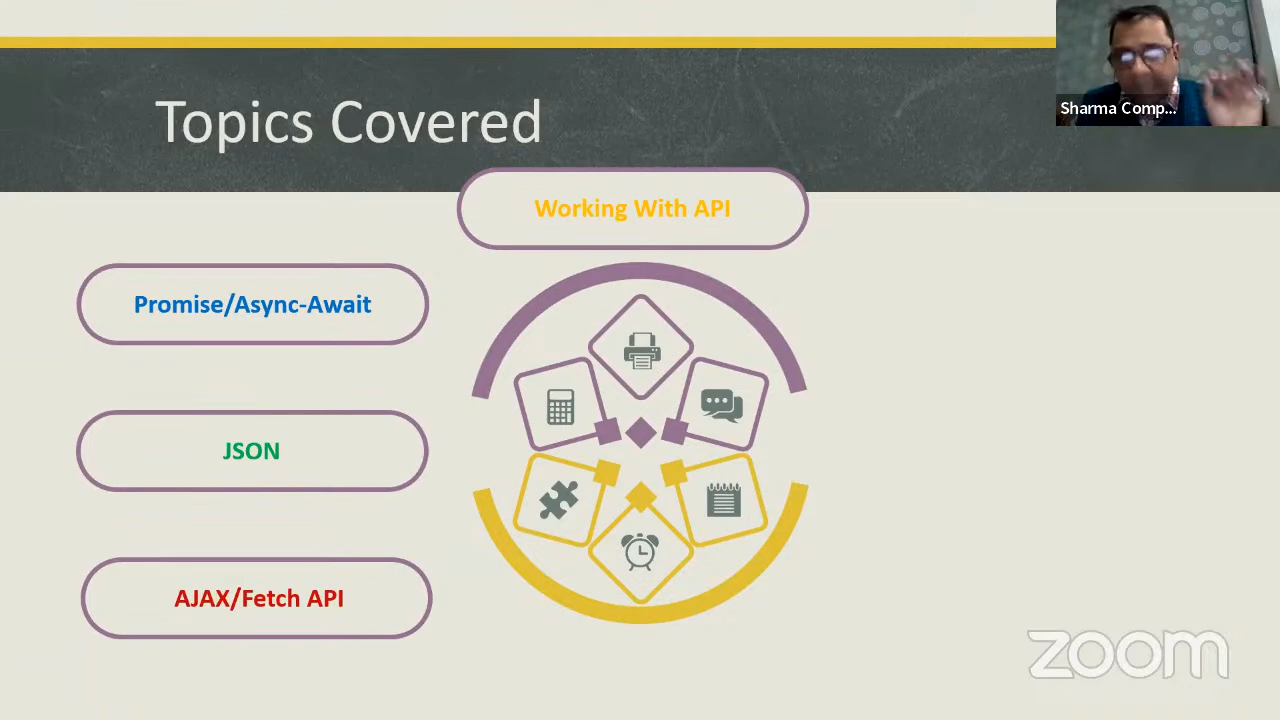 Topics Covered
Sharma Comp...
Working With API
Promise/Async-Await
JSON
AJAX/Fetch API
zoom